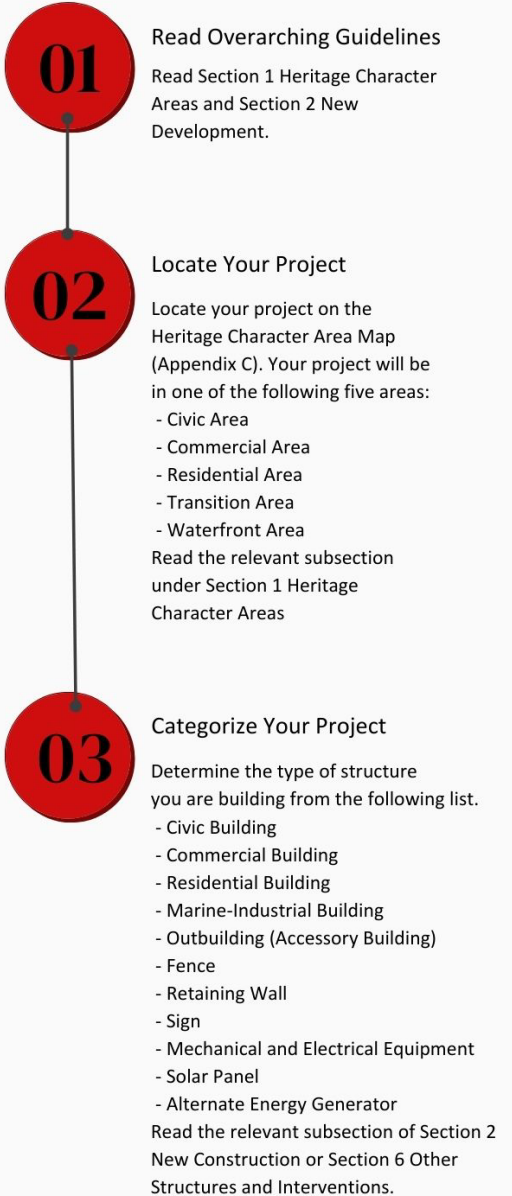 01
Read Overarching Guidelines
Read Section 1 Heritage Character
Areas and Section 2 New
Development.
02
Locate Your Project
Locate your project on the
Heritage Character Area Map
(Appendix C). Your project will be
in one of the following five areas:
- Civic Area
- Commercial Area
- Residential Area
- Transition Area
- Waterfront Area
Read the relevant subsection
under Section 1 Heritage
Character Areas
03
Categorize Your Project
Determine the type of structure
you are building from the following list.
- Civic Building
- Commercial Building
- Residential Building
- Marine-Industrial Building
- Outbuilding (Accessory Building)
- Fence
- Retaining Wall
- Sign
- Mechanical and Electrical Equipment
- Solar Panel
- Alternate Energy Generator
Read the relevant subsection of Section 2
New Construction or Section 6 Other
Structures and Interventions.